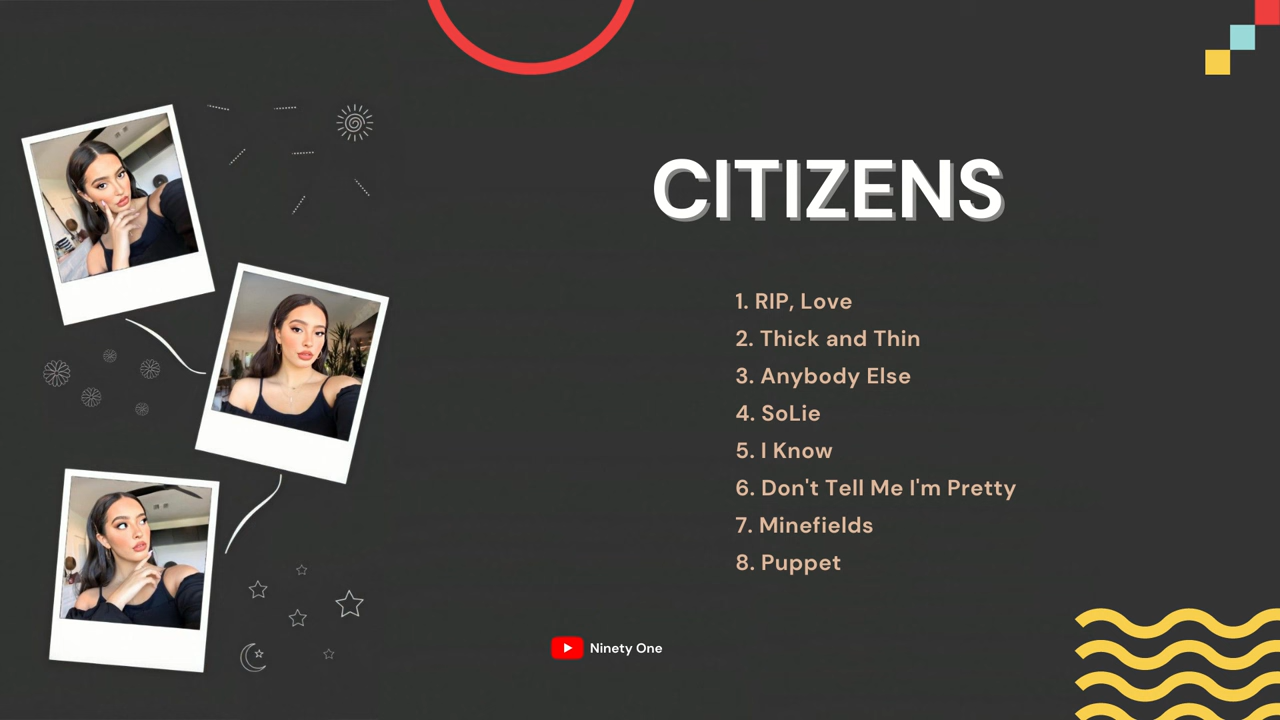 CITIZENS
1. RIP, Love
2. Thick and Thin
3. Anybody Else
4. SoLie
5. I Know
6. Don't Tell Me I'm Pretty
7. Minefields
8. Puppet
Ninety One